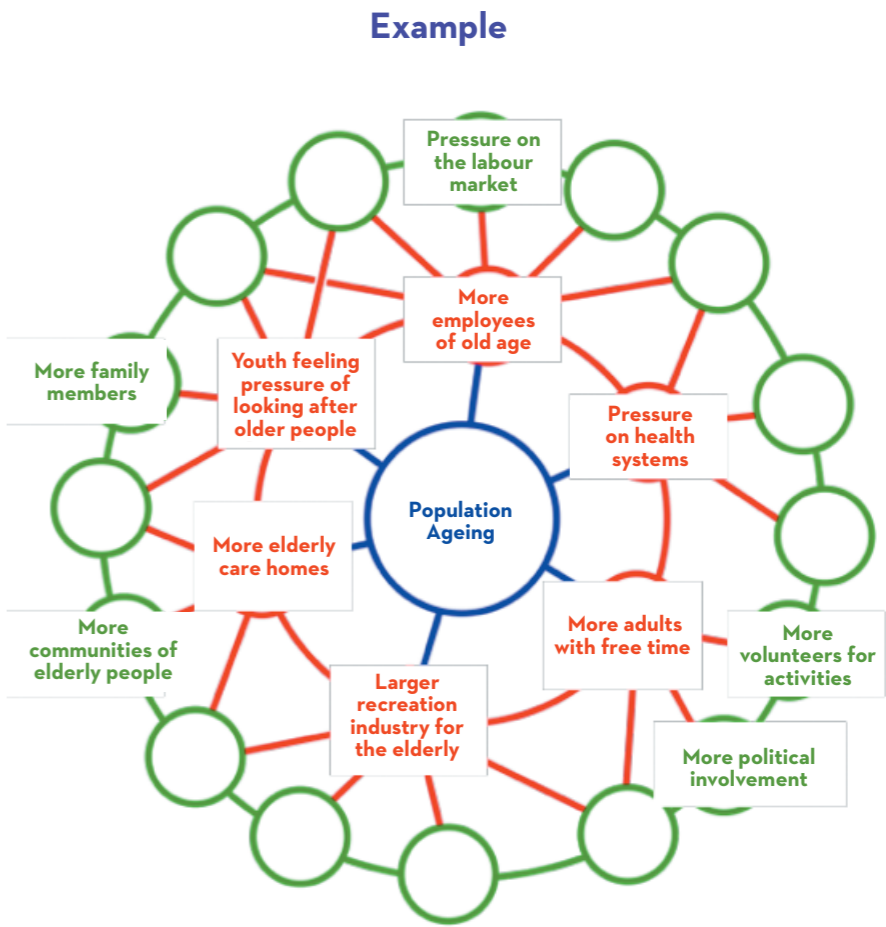 Example
Pressure on
the labour
market
More
employees
of old age
More family
members
Youth feeling
pressure of
looking after
older people
Pressure
on health
systems
Population
Ageing
More elderly
care homes
More adults
with free time
More
communities of
elderly people
More
volunteers for
activities
Larger
recreation
industry for
the elderly
More political
involvement